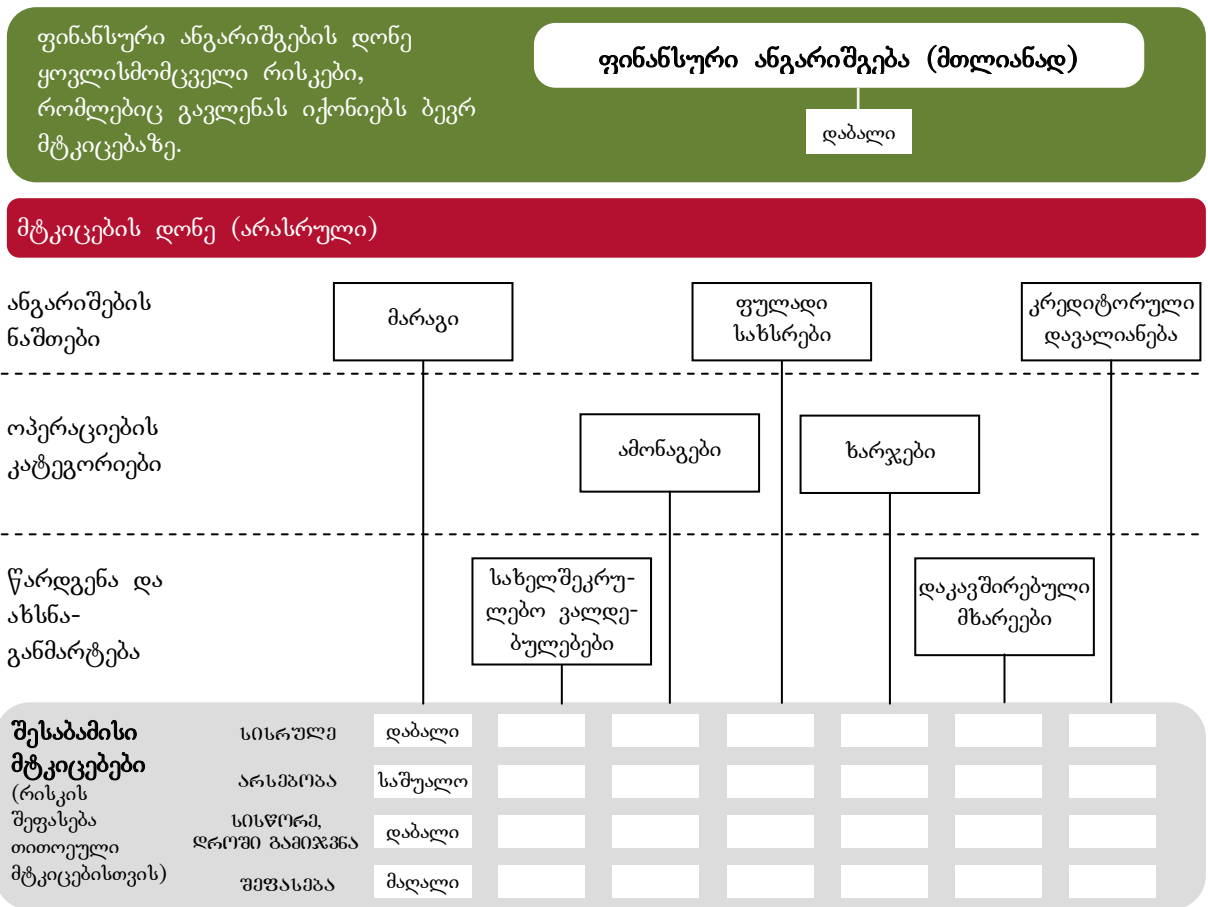 ფინანსური ანგარიშგების დონე
ყოვლისმომცველი რისკები,
რომლებიც გავლენას იქონიებს ბევრ
მტკიცებაზე.
ფინანსური ანგარიშგება (მთლიანად)
დაბალი
მტკიცების დონე (არასრული)
ანგარიშების
ნაშთები
მარაგი
ფულადი
სახსრები
კრედიტორული
დავალიანება
ოპერაციების
კატეგორიები
ამონაგები
ხარჯები
წარდგენა და
ახსნა-
განმარტება
სახელშეკრუ-
ლებო ვალდე-
ბულებები
დაკავშირებული
მხარეები
შესაბამისი
მტკიცებები
(რისკის
შეფასება
თითოეული
მტკიცებისთვის)
სისრულე
დაბალი
არსებობა
საშუალო
სისწორე,
დროში გამიჯვნა
დაბალი
შეფასება
მაღალი